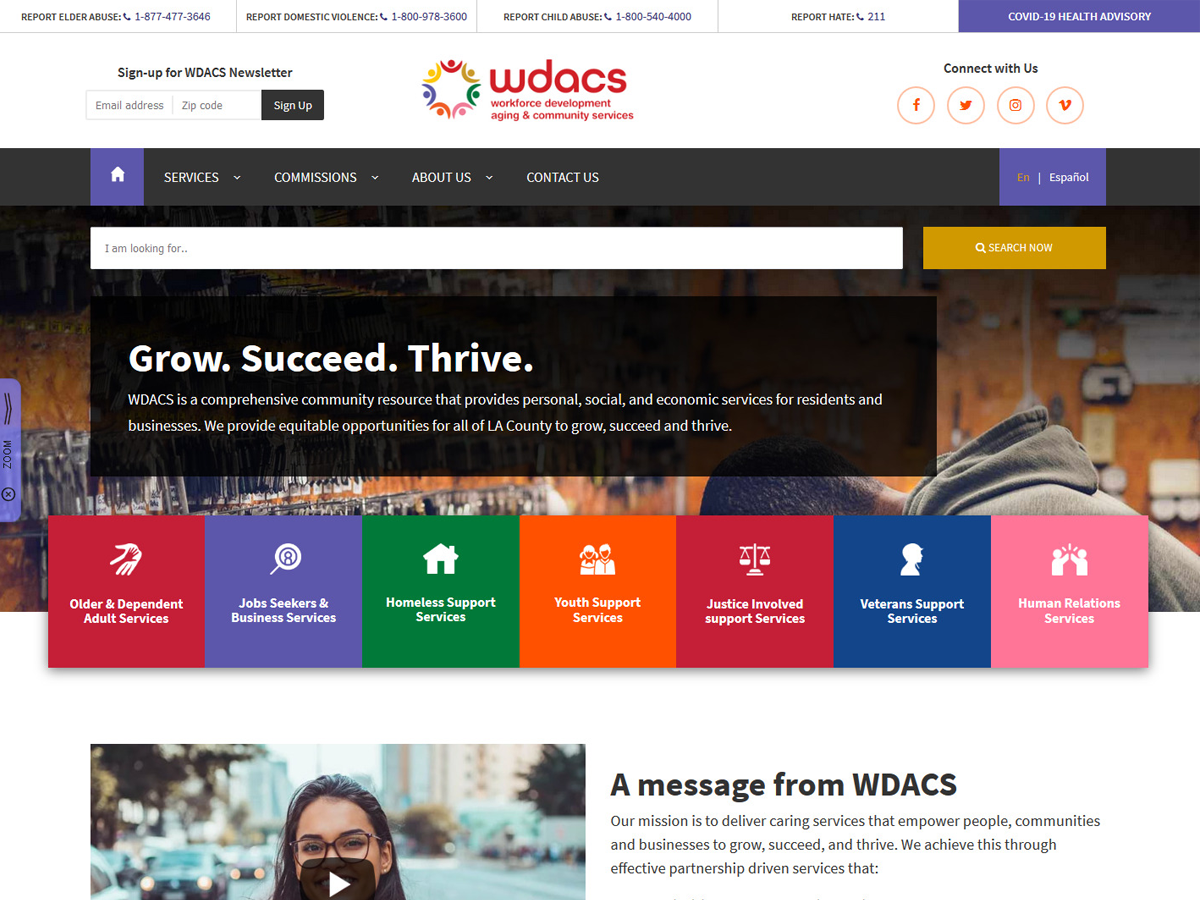 REPORT ELDER ABUSE: 1-877-477-3646
REPORT DOMESTIC VIOLENCE: 1-800-978-3600
REPORT CHILD ABUSE: 1-800-540-4000
REPORT HATE: 211
COVID-19 HEALTH ADVISORY
Sign-up for WDACS Newsletter
Email address
Zip code
Sign Up
wdacs
workforce development
aging & community services
Connect with Us
SERVICES
COMMISSIONS
ABOUT US
CONTACT US
En | Español
I am looking for..
SEARCH NOW
Grow. Succeed. Thrive.
WDACS is a comprehensive community resource that provides personal, social, and economic services for residents and
businesses. We provide equitable opportunities for all of LA County to grow, succeed and thrive.
ZOOM
Older & Dependent
Adult Services
Jobs Seekers &
Business Services
Homeless Support
Services
Youth Support
Services
Justice Involved
support Services
Veterans Support
Services
Human Relations
Services
A message from WDACS
Our mission is to deliver caring services that empower people, communities
and businesses to grow, succeed, and thrive. We achieve this through
effective partnership driven services that: